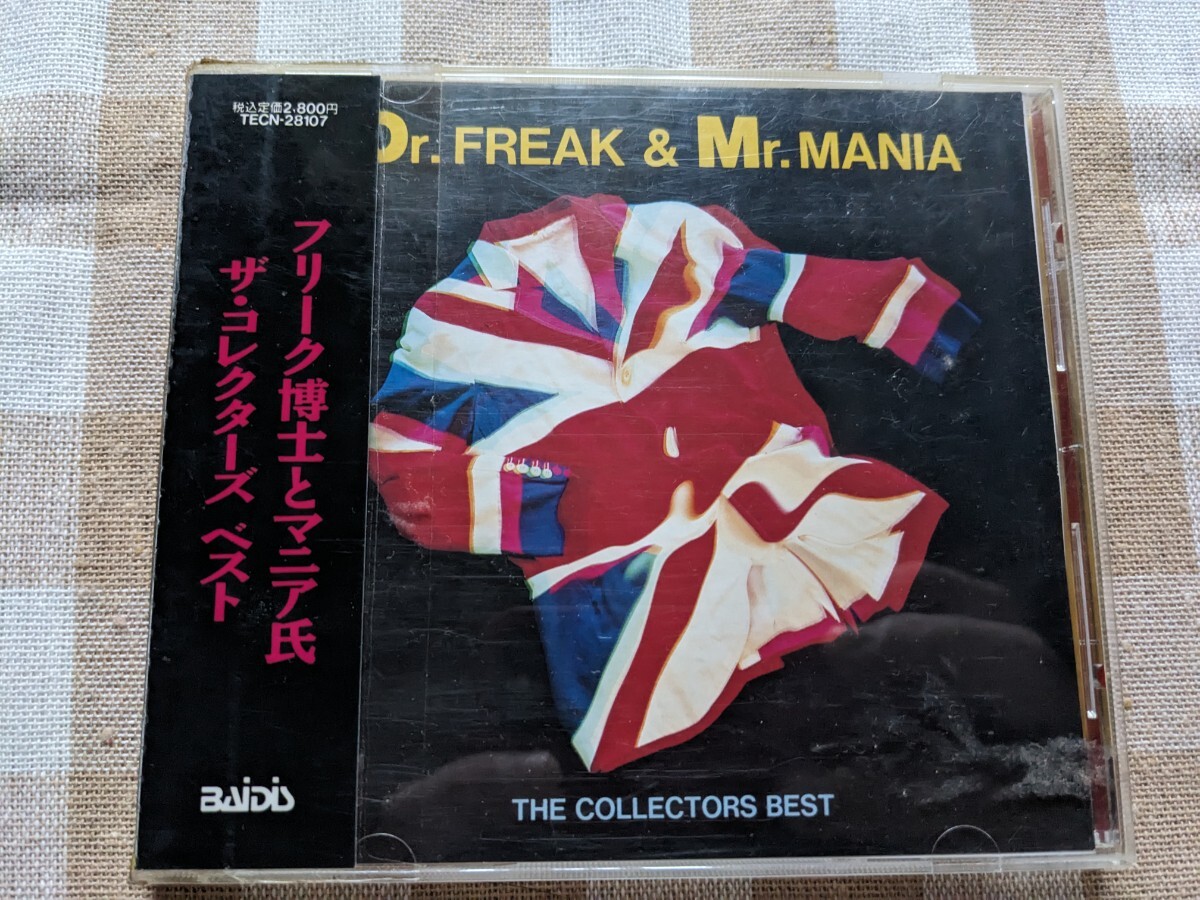 税込定価2,800円
TECN-28107
フリーク博士とマニア氏
ザ・コレクターズ ベスト
BAiDiS
Dr. FREAK & Mr. MANIA
THE COLLECTORS BEST